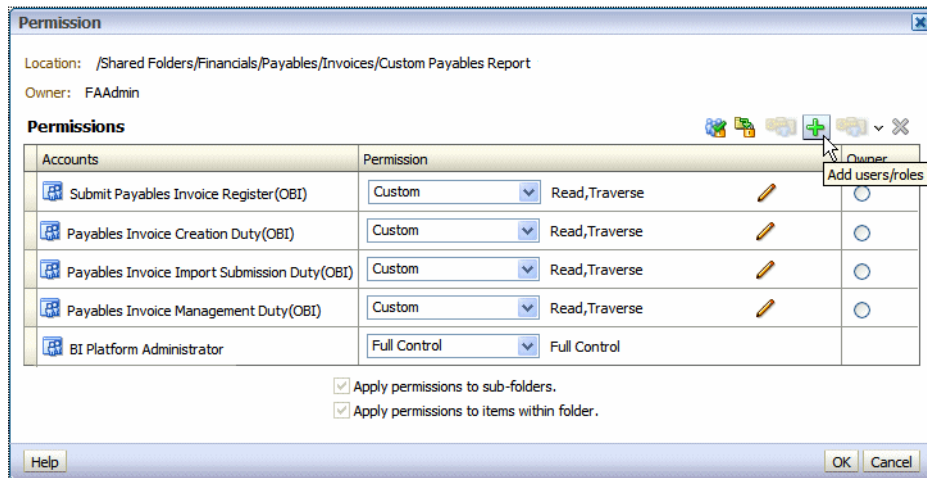 Permission
Location: /Shared Folders/Financials/Payables/Invoices/Custom Payables Report
Owner: FAAdmin
Permissions
Accounts Permission Owner
Add users/roles
Submit Payables Invoice Register(OBI) Custom Read,Traverse
Payables Invoice Creation Duty(OBI) Custom Read,Traverse
Payables Invoice Import Submission Duty(OBI) Custom Read,Traverse
Payables Invoice Management Duty(OBI) Custom Read,Traverse
BI Platform Administrator Full Control Full Control
Apply permissions to sub-folders.
Apply permissions to items within folder.
Help OK Cancel